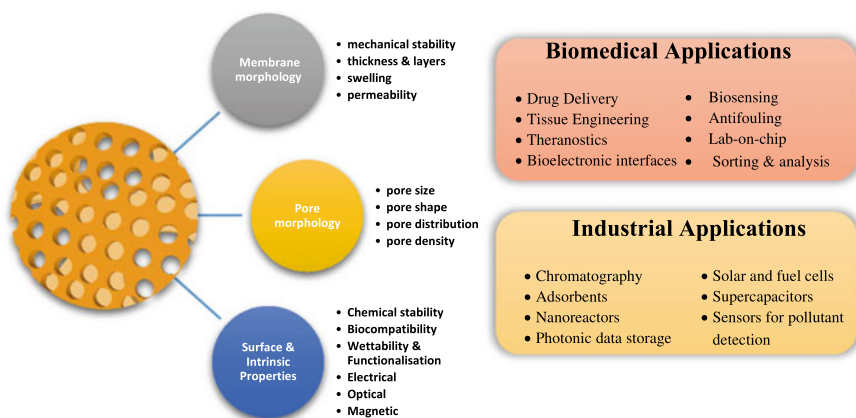 Membrane
morphology
• mechanical stability
• thickness & layers
• swelling
• permeability
Pore
morphology
• pore size
• pore shape
• pore distribution
• pore density
Surface &
Intrinsic
Properties
• Chemical stability
• Biocompatibility
• Wettability &
Functionalisation
• Electrical
• Optical
• Magnetic
Biomedical Applications
• Drug Delivery
• Tissue Engineering
• Theranostics
• Bioelectronic interfaces
• Biosensing
• Antifouling
• Lab-on-chip
• Sorting & analysis
Industrial Applications
• Chromatography
• Adsorbents
• Nanoreactors
• Photonic data storage
• Solar and fuel cells
• Supercapacitors
• Sensors for pollutant
detection